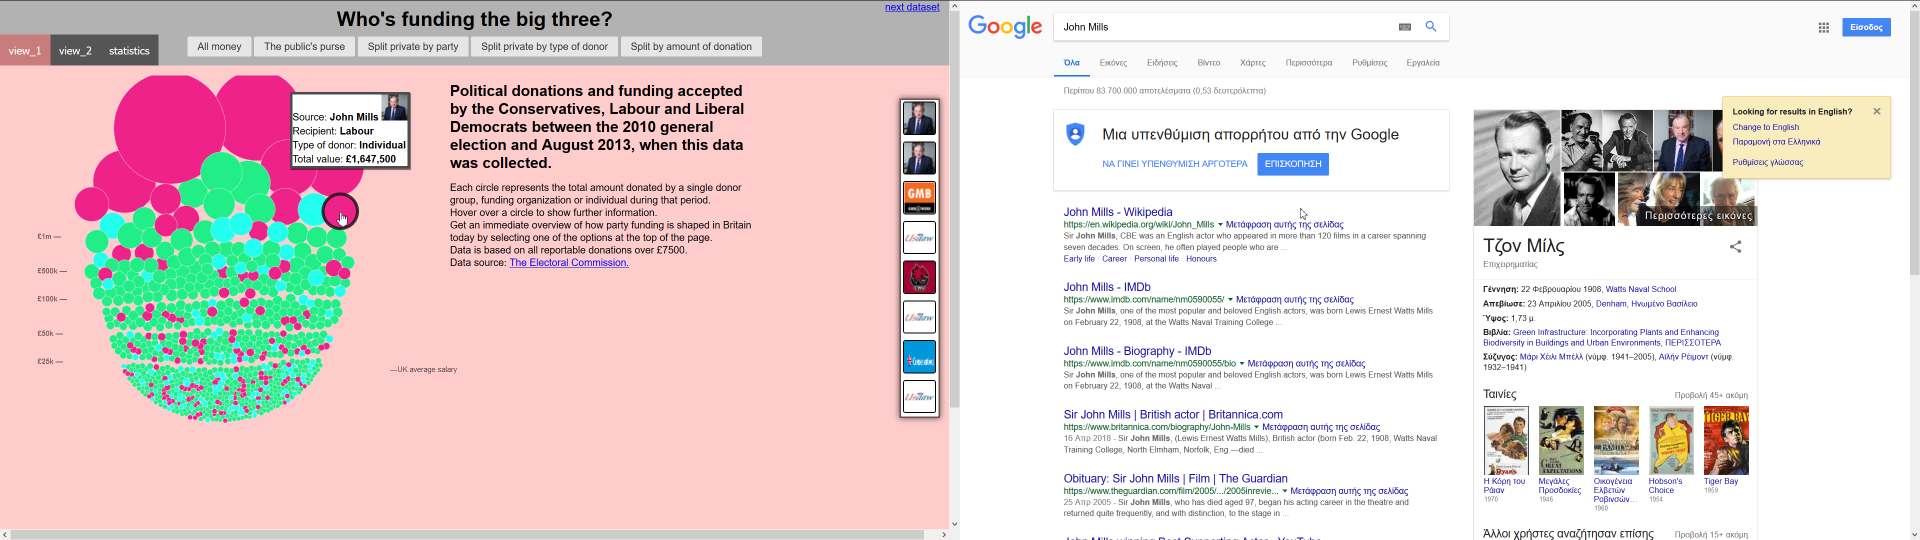 next dataset
Who's funding the big three?
view_1
view_2
statistics
All money
The public's purse
Split private by party
Split private by type of donor
Split by amount of donation
Source: John Mills
Recipient: Labour
Type of donor: Individual
Total value: £1,647,500
£1m —
£500k —
£100k —
£50k —
£25k —
—UK average salary
Political donations and funding accepted
by the Conservatives, Labour and Liberal
Democrats between the 2010 general
election and August 2013, when this data
was collected.
Each circle represents the total amount donated by a single donor
group, funding organization or individual during that period.
Hover over a circle to show further information.
Get an immediate overview of how party funding is shaped in Britain
today by selecting one of the options at the top of the page.
Data is based on all reportable donations over £7500.
Data source: The Electoral Commission.
GMB
Usdaw
Usdaw
Usdaw
Google
John Mills
Είσοδος
Όλα
Εικόνες
Ειδήσεις
Βίντεο
Χάρτες
Περισσότερα
Ρυθμίσεις
Εργαλεία
Περίπου 83.700.000 αποτελέσματα (0,53 δευτερόλεπτα)
Μια υπενθύμιση απορρήτου από την Google
ΝΑ ΓΙΝΕΙ ΥΠΕΝΘΥΜΙΣΗ ΑΡΓΟΤΕΡΑ
ΕΠΙΣΚΟΠΗΣΗ
John Mills - Wikipedia
https://en.wikipedia.org/wiki/John_Mills ▼ Μετάφραση αυτής της σελίδας
Sir John Mills, CBE was an English actor who appeared in more than 120 films in a career spanning
seven decades. On screen, he often played people who are ...
Early life · Career · Personal life · Honours
John Mills - IMDb
https://www.imdb.com/name/nm0590055/ ▼ Μετάφραση αυτής της σελίδας
Sir John Mills, one of the most popular and beloved English actors, was born Lewis Ernest Watts Mills
on February 22, 1908, at the Watts Naval Training College ...
John Mills - Biography - IMDb
https://www.imdb.com/name/nm0590055/bio ▼ Μετάφραση αυτής της σελίδας
Sir John Mills, one of the most popular and beloved English actors, was born Lewis Ernest Watts Mills
on February 22, 1908, at the Watts Naval ...
Sir John Mills | British actor | Britannica.com
https://www.britannica.com/biography/John-Mills ▼ Μετάφραση αυτής της σελίδας
16 Απρ 2018 - Sir John Mills, (Lewis Ernest Watts Mills), British actor (born Feb. 22, 1908, Watts Naval
Training College, North Elmham, Norfolk, Eng.—died ...
Obituary: Sir John Mills | Film | The Guardian
https://www.theguardian.com/film/2005/.../2005inrevie... ▼ Μετάφραση αυτής της σελίδας
25 Απρ 2005 - Sir John Mills, who has died aged 97, began his acting career in the theatre and
returned quite frequently, and with distinction, to the stage in ...
Looking for results in English?
Change to English
Παραμονή στα Ελληνικά
Ρυθμίσεις γλώσσας
Περισσότερες εικόνες
Τζον Μίλς
Επιχειρηματίας
Γέννηση: 22 Φεβρουαρίου 1908, Watts Naval School
Απεβίωσε: 23 Απριλίου 2005, Denham, Ηνωμένο Βασίλειο
Ύψος: 1,73 μ.
Βιβλία: Green Infrastructure: Incorporating Plants and Enhancing
Biodiversity in Buildings and Urban Environments, ΠΕΡΙΣΣΟΤΕΡΑ
Σύζυγος: Μάρι Χέιλι Μπελλ (νύμφ. 1941–2005), Αιλήν Ρέιμοντ (νύμφ.
1932–1941)
Ταινίες
Προβολή 45+ ακόμη
Η Κόρη του
Ράιαν
1970
Μεγάλες
Προσδοκίες
1946
Οικογένεια
Ελβετών
Ροβινσών...
1960
Hobson's
Choice
1954
Tiger Bay
1959
Άλλοι χρήστες αναζήτησαν επίσης
Προβολή 15+ ακόμη